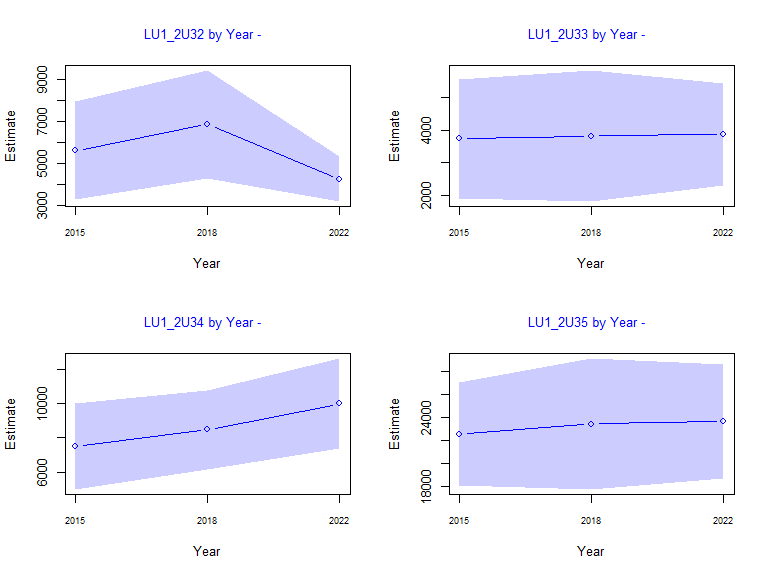 LU1_2U32 by Year -
Estimate
3000 5000 7000 9000
2015 2018 2022
Year
LU1_2U33 by Year -
Estimate
2000 4000
2015 2018 2022
Year
LU1_2U34 by Year -
Estimate
6000 10000
2015 2018 2022
Year
LU1_2U35 by Year -
Estimate
18000 24000
2015 2018 2022
Year